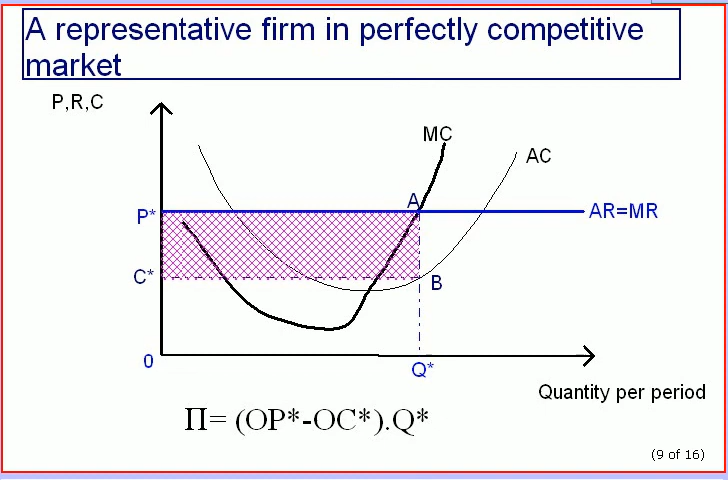 A representative firm in perfectly competitive
market
P,R,C
MC
AC
A
P*
AR=MR
C*
B
0
Q*
Quantity per period
Π= (OP*-OC*).Q*
(9 of 16)